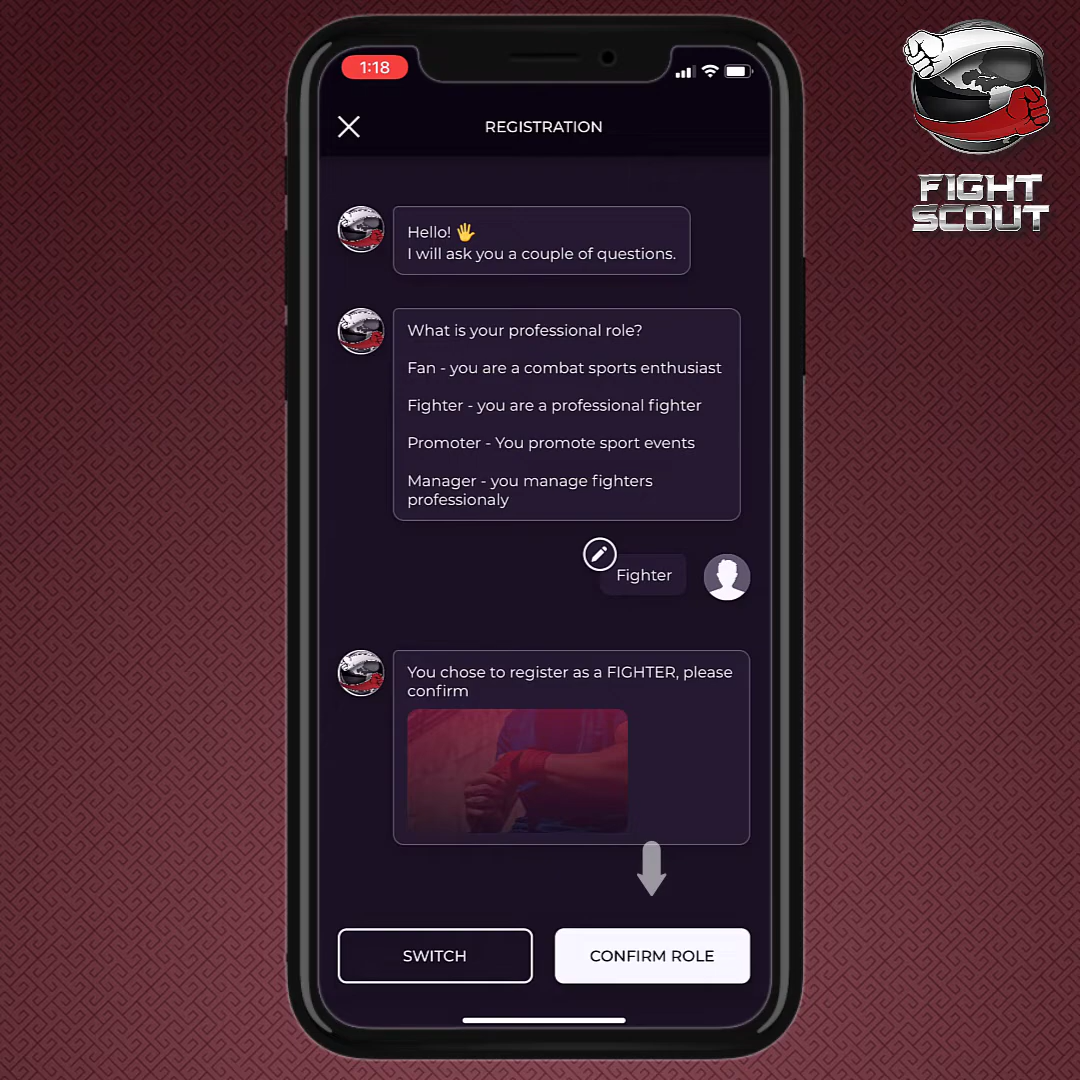 1:18
REGISTRATION
FIGHT
SCOUT
Hello! 🖐
I will ask you a couple of questions.
What is your professional role?
Fan - you are a combat sports enthusiast
Fighter - you are a professional fighter
Promoter - You promote sport events
Manager - you manage fighters
professionaly
Fighter
You chose to register as a FIGHTER, please
confirm
SWITCH
CONFIRM ROLE